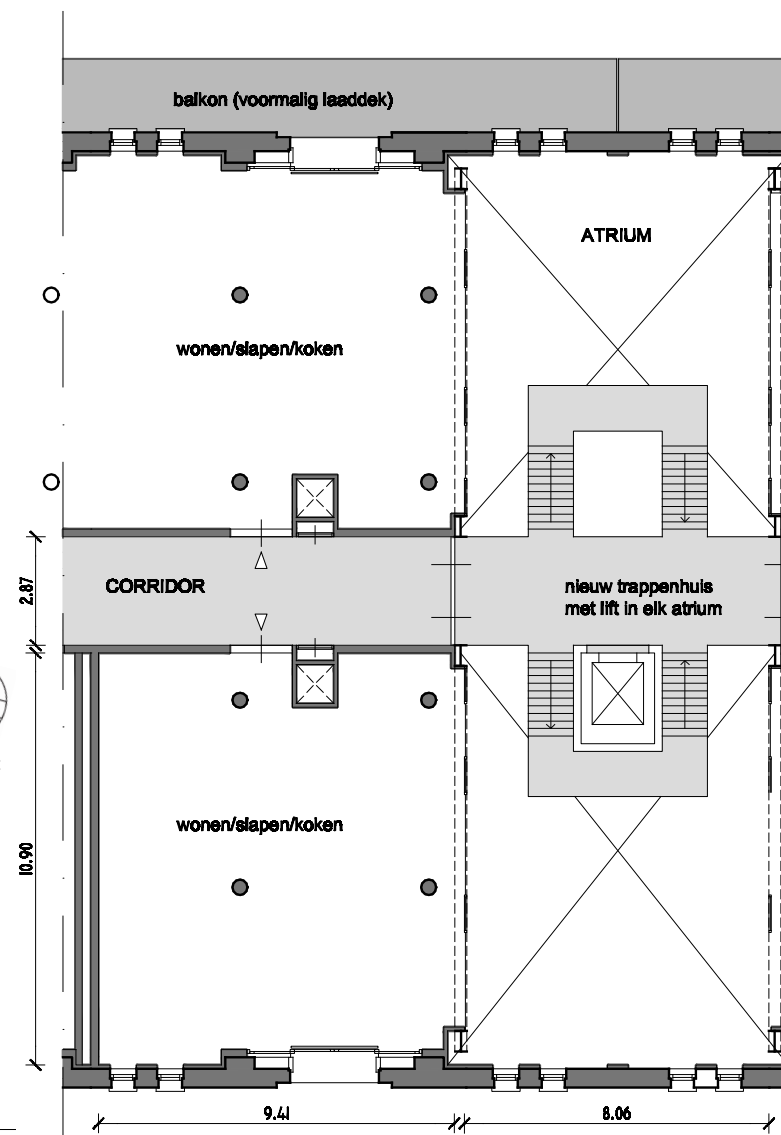 balkon (voormalig laaddek)
ATRIUM
wonen/slapen/koken
2.87
CORRIDOR
nieuw trappenhuis
met lift in elk atrium
wonen/slapen/koken
10.90
9.41
8.06